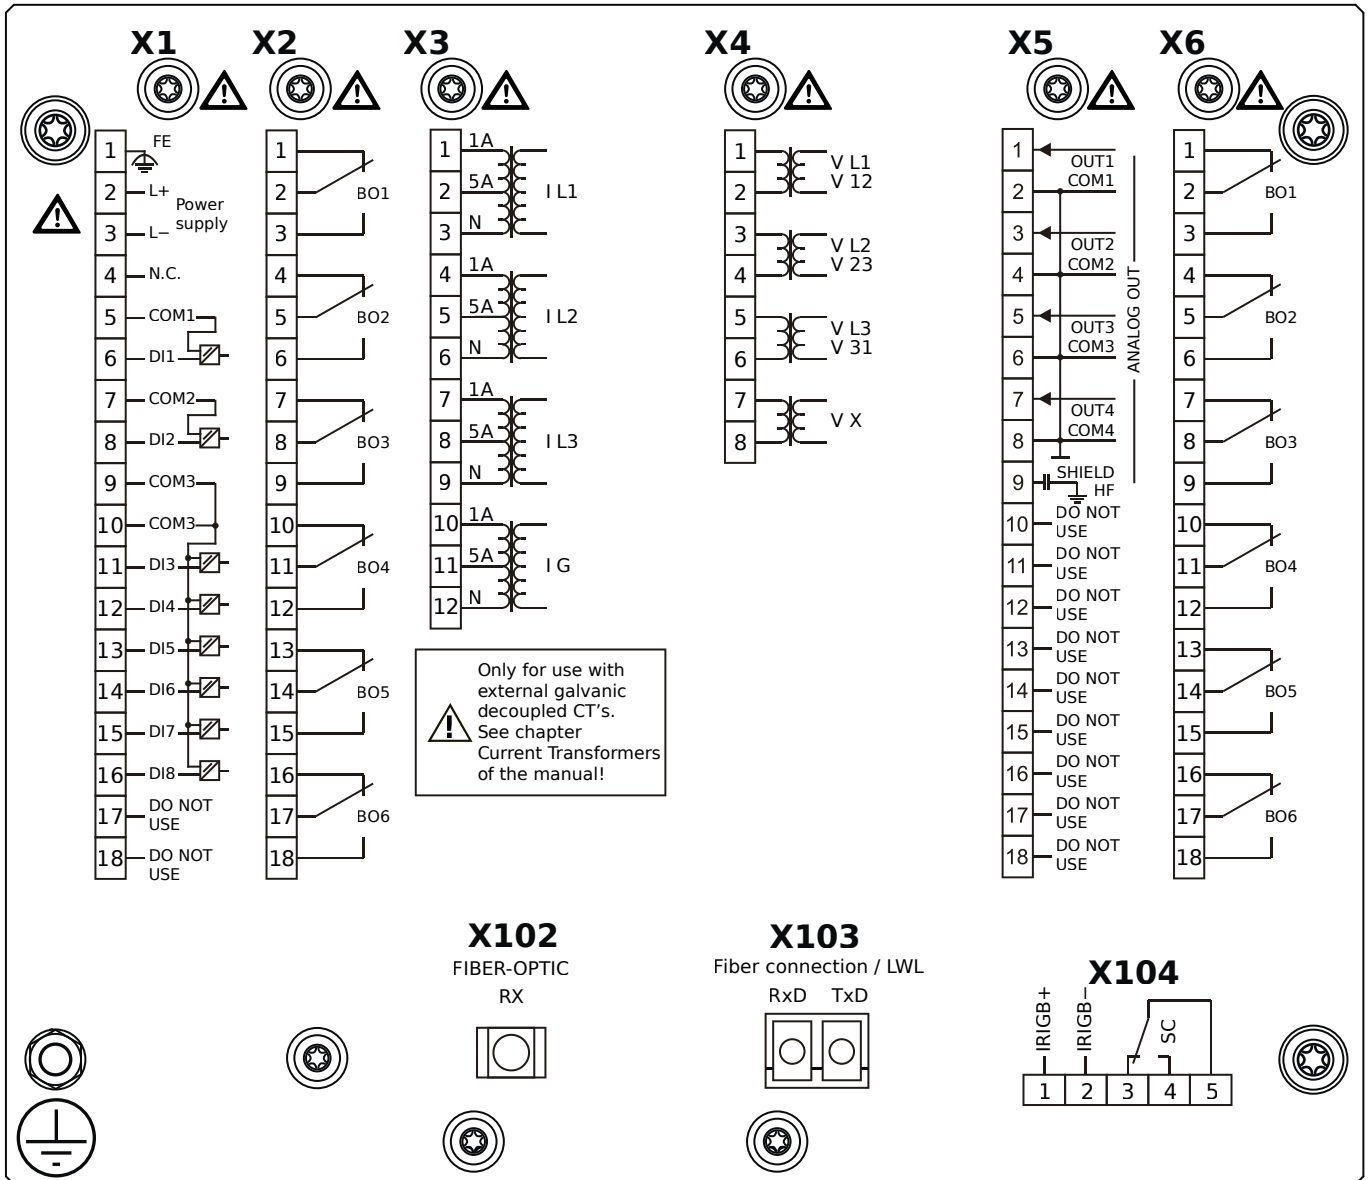 X1
1
FE
2
L+
Power
supply
3
L−
4
N.C.
5
COM1
6
DI1
7
COM2
8
DI2
9
COM3
10
COM3
11
DI3
12
DI4
13
DI5
14
DI6
15
DI7
16
DI8
17
DO NOT
USE
18
DO NOT
USE
X2
1
2
BO1
3
4
5
BO2
6
7
8
BO3
9
10
11
BO4
12
13
14
BO5
15
16
17
BO6
18
X3
1
1A
2
5A
I L1
3
N
4
1A
5
5A
I L2
6
N
7
1A
8
5A
I L3
9
N
10
1A
11
5A
I G
12
N
Only for use with
external galvanic
decoupled CT's.
See chapter
Current Transformers
of the manual!
X4
1
V L1
2
V 12
3
V L2
4
V 23
5
V L3
6
V 31
7
V X
8
X5
1
OUT1
2
COM1
3
OUT2
4
COM2
5
OUT3
6
COM3
7
OUT4
8
COM4
ANALOG OUT
9
SHIELD
HF
10
DO NOT
USE
11
DO NOT
USE
12
DO NOT
USE
13
DO NOT
USE
14
DO NOT
USE
15
DO NOT
USE
16
DO NOT
USE
17
DO NOT
USE
18
DO NOT
USE
X6
1
2
BO1
3
4
5
BO2
6
7
8
BO3
9
10
11
BO4
12
13
14
BO5
15
16
17
BO6
18
X102
FIBER-OPTIC
RX
X103
Fiber connection / LWL
RxD TxD
X104
IRIGB+
IRIGB−
SC
1 2 3 4 5